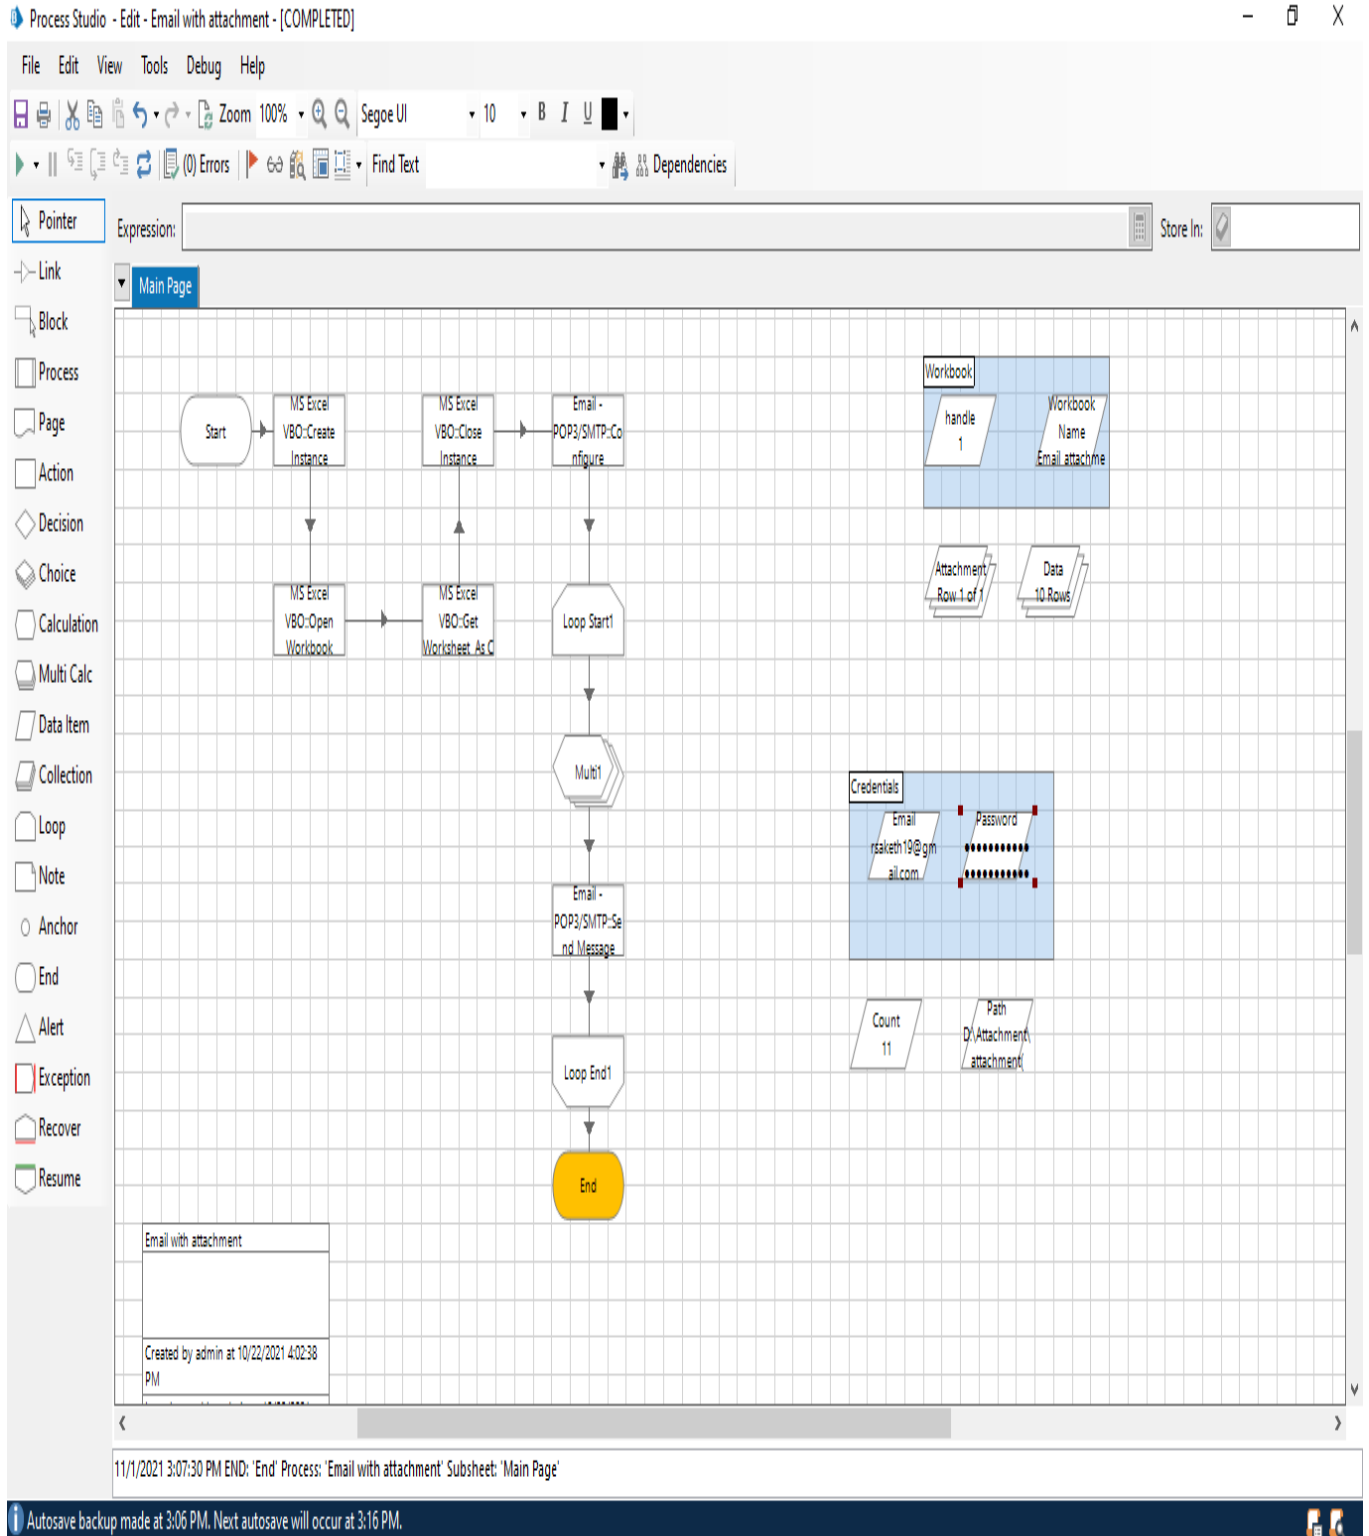 Process Studio - Edit - Email with attachment - [COMPLETED]
File Edit View Tools Debug Help
Zoom 100% Segoe UI 10 B I U
(0) Errors Find Text Dependencies
Pointer
Expression:
Store In:
Link
Main Page
Block
Process
Page
Action
Decision
Choice
Calculation
Multi Calc
Data Item
Collection
Loop
Note
Anchor
End
Alert
Exception
Recover
Resume
Start
MS Excel
VBO::Create
Instance
MS Excel
VBO::Close
Instance
Email -
POP3/SMTP::Co
nfigure
MS Excel
VBO::Open
Workbook
MS Excel
VBO::Get
Worksheet As C
Loop Start1
Multi1
Email -
POP3/SMTP::Se
nd Message
Loop End1
End
Workbook
handle
1
Workbook
Name
Email attachme
Attachment
Row 1 of 1
Data
10 Rows
Credentials
Email
rsaketh19@gm
ail.com
Password
●●●●●●●●●●●
●●●●●●●●●●●
Count
11
Path
D:\Attachment\
attachment(
Email with attachment
Created by admin at 10/22/2021 4:02:38
PM
11/1/2021 3:07:30 PM END: 'End' Process: 'Email with attachment' Subsheet: 'Main Page'
Autosave backup made at 3:06 PM. Next autosave will occur at 3:16 PM.